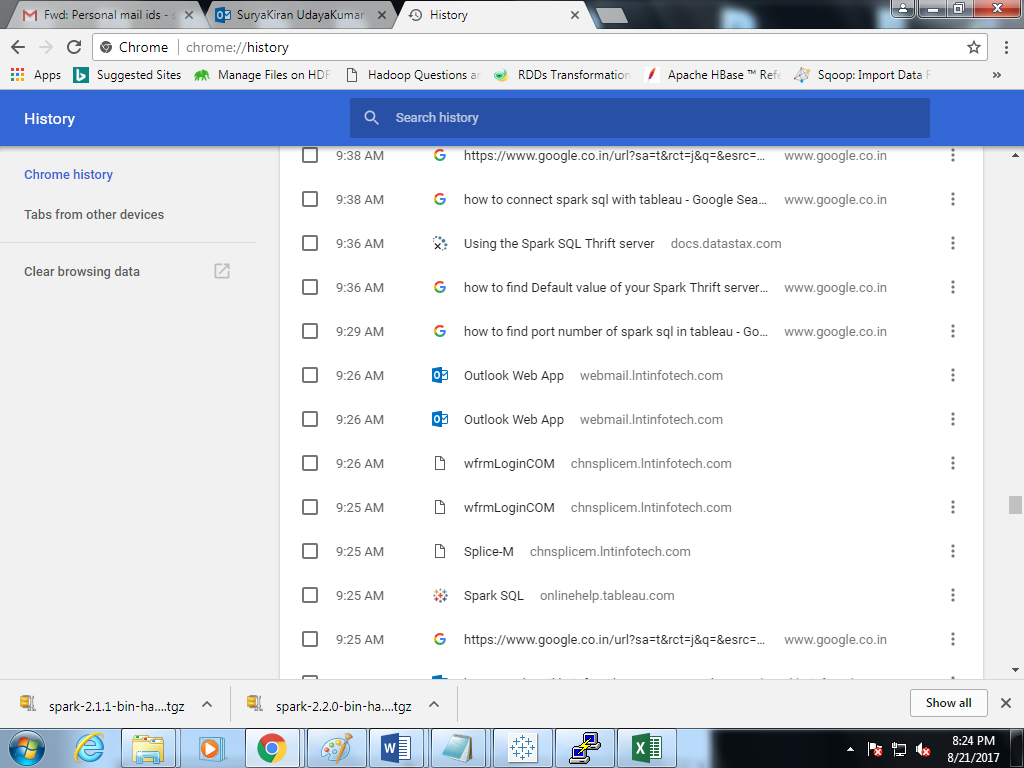 Fwd: Personal mail ids - s
SuryaKiran UdayaKumar
History
Chrome chrome://history
Apps Suggested Sites Manage Files on HDF Hadoop Questions an RDDs Transformation Apache HBase ™ Refe Sqoop: Import Data F »
History Search history
Chrome history
Tabs from other devices
Clear browsing data
9:38 AM https://www.google.co.in/url?sa=t&rct=j&q=&esrc=... www.google.co.in
9:38 AM how to connect spark sql with tableau - Google Sea... www.google.co.in
9:36 AM Using the Spark SQL Thrift server docs.datastax.com
9:36 AM how to find Default value of your Spark Thrift server... www.google.co.in
9:29 AM how to find port number of spark sql in tableau - Go... www.google.co.in
9:26 AM Outlook Web App webmail.lntinfotech.com
9:26 AM Outlook Web App webmail.lntinfotech.com
9:26 AM wfrmLoginCOM chnsplicem.lntinfotech.com
9:25 AM wfrmLoginCOM chnsplicem.lntinfotech.com
9:25 AM Splice-M chnsplicem.lntinfotech.com
9:25 AM Spark SQL onlinehelp.tableau.com
9:25 AM https://www.google.co.in/url?sa=t&rct=j&q=&esrc=... www.google.co.in
spark-2.1.1-bin-ha....tgz spark-2.2.0-bin-ha....tgz Show all
8:24 PM
8/21/2017